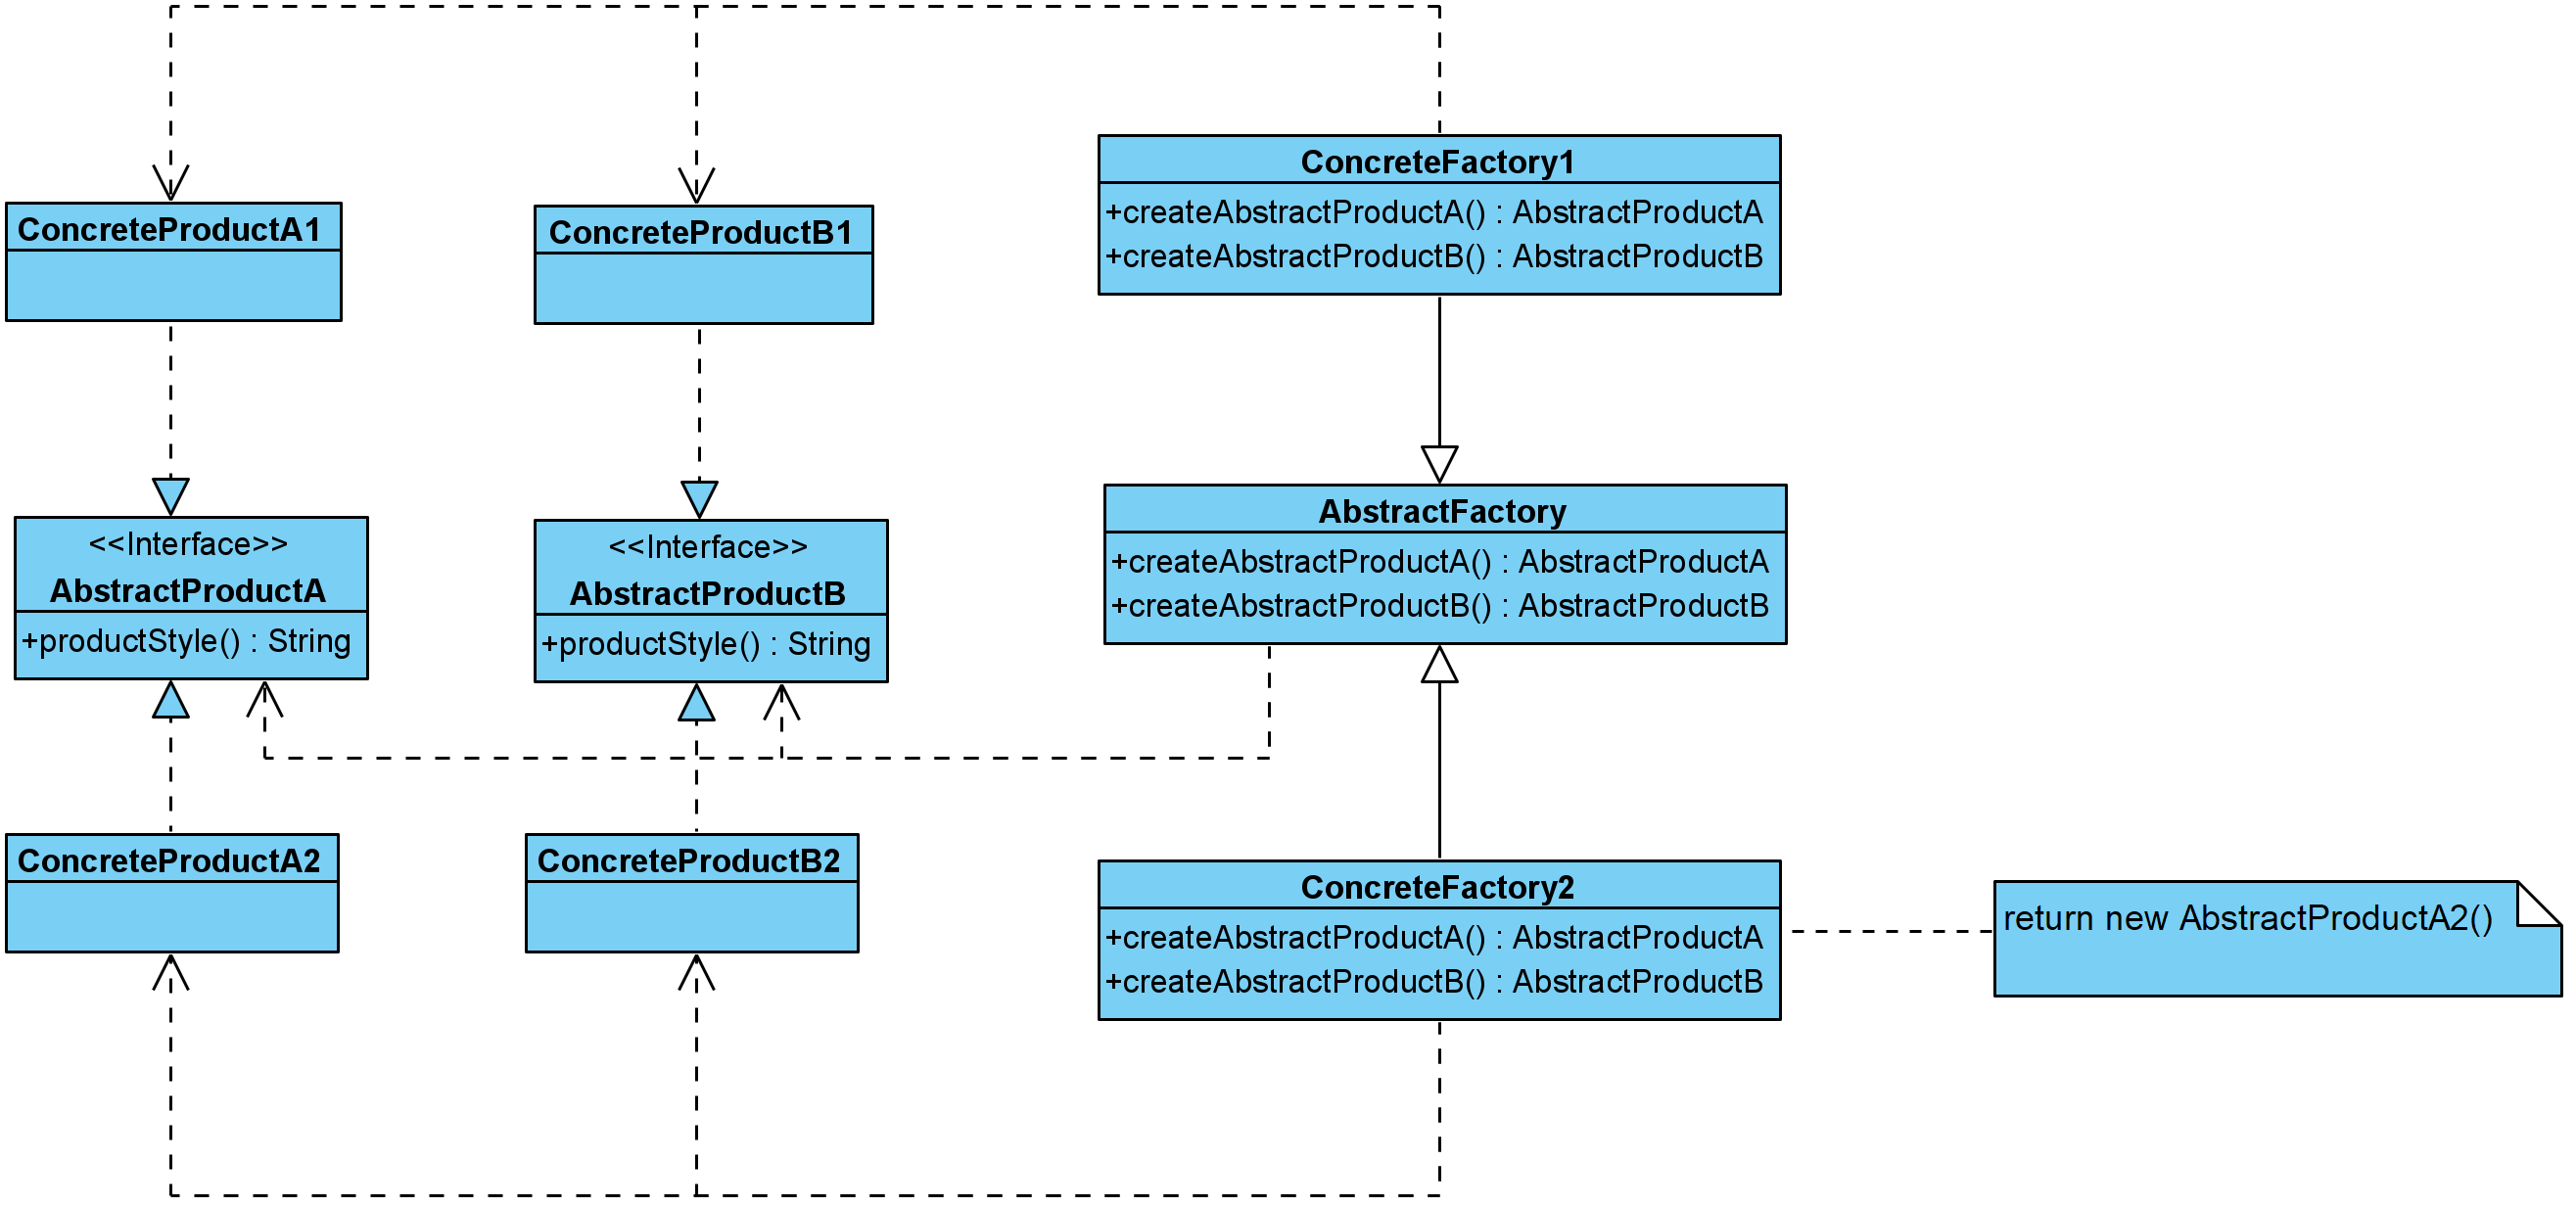 ConcreteFactory1
+createAbstractProductA() : AbstractProductA
+createAbstractProductB() : AbstractProductB
ConcreteProductA1
ConcreteProductB1
<<Interface>>
AbstractProductA
+productStyle() : String
<<Interface>>
AbstractProductB
+productStyle() : String
AbstractFactory
+createAbstractProductA() : AbstractProductA
+createAbstractProductB() : AbstractProductB
ConcreteProductA2
ConcreteProductB2
ConcreteFactory2
+createAbstractProductA() : AbstractProductA
+createAbstractProductB() : AbstractProductB
return new AbstractProductA2()